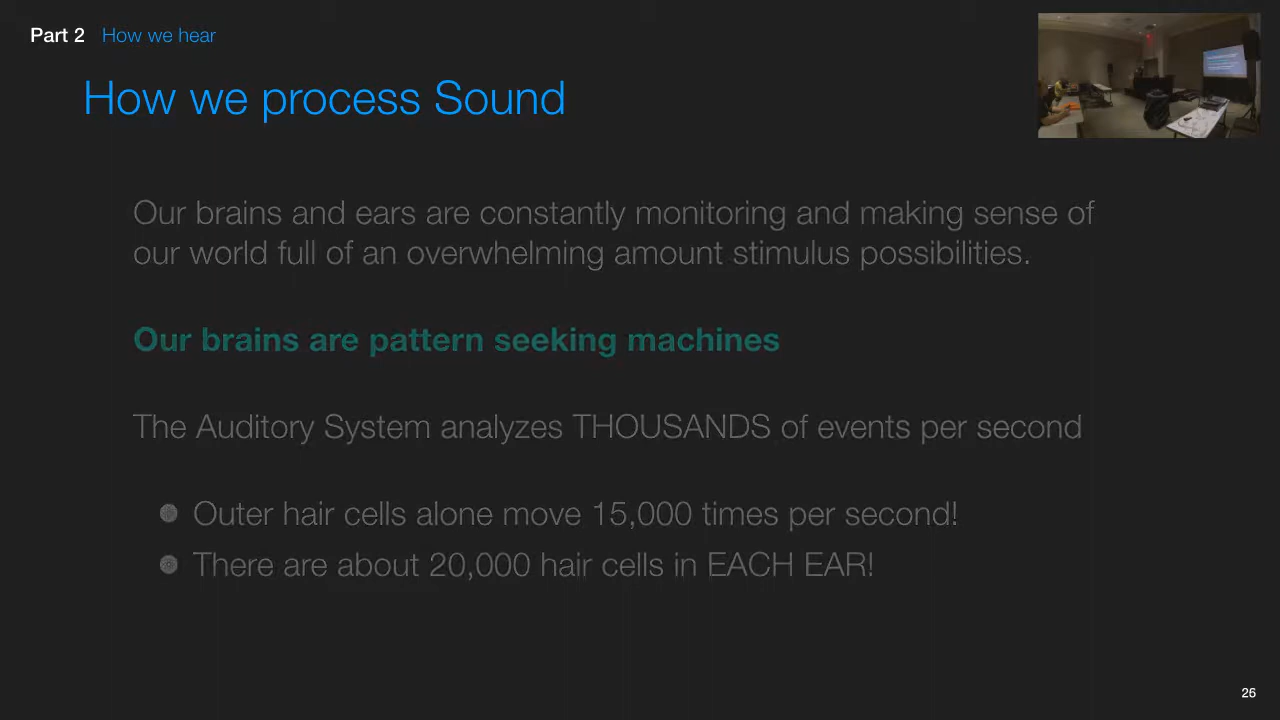 Part 2 How we hear
How we process Sound
Our brains and ears are constantly monitoring and making sense of
our world full of an overwhelming amount stimulus possibilities.
Our brains are pattern seeking machines
The Auditory System analyzes THOUSANDS of events per second
Outer hair cells alone move 15,000 times per second!
There are about 20,000 hair cells in EACH EAR!
26